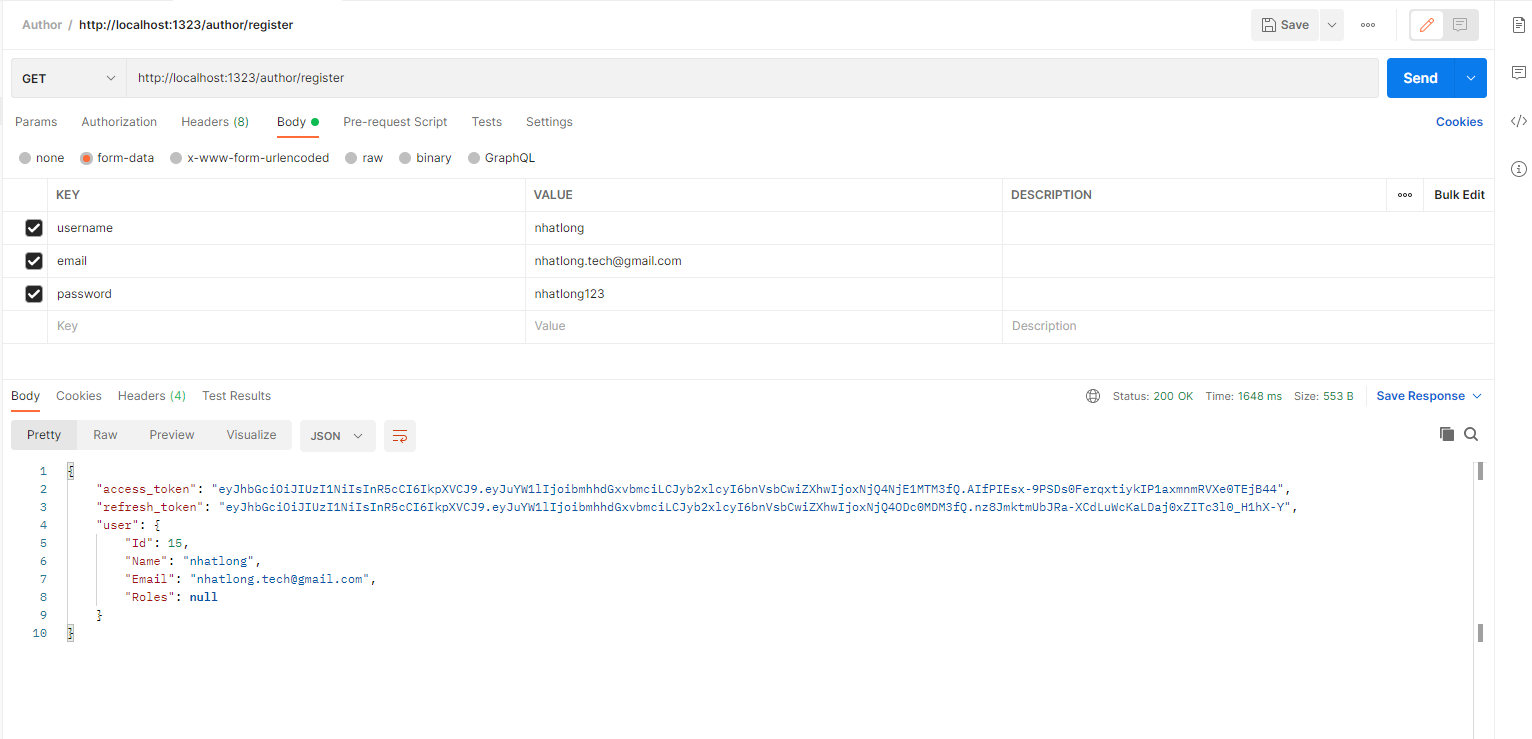 Author / http://localhost:1323/author/register Save
GET http://localhost:1323/author/register Send
Params Authorization Headers (8) Body Pre-request Script Tests Settings Cookies
none form-data x-www-form-urlencoded raw binary GraphQL
KEY VALUE DESCRIPTION Bulk Edit
username nhatlong
email nhatlong.tech@gmail.com
password nhatlong123
Key Value Description
Body Cookies Headers (4) Test Results Status: 200 OK Time: 1648 ms Size: 553 B Save Response
Pretty Raw Preview Visualize JSON
1 {
2 "access_token": "eyJhbGciOiJIUzI1NiIsInR5cCI6IkpXVCJ9.eyJuYW1lIjoibmhhdGxvbmciLCJyb2xlcyI6bnVsbCwiZXhwIjoxNjQ4NjE1MTM3fQ.AIfPIEsx-9PSDs0FerqxtiykIP1axmnmRVXe0TEjB44",
3 "refresh_token": "eyJhbGciOiJIUzI1NiIsInR5cCI6IkpXVCJ9.eyJuYW1lIjoibmhhdGxvbmciLCJyb2xlcyI6bnVsbCwiZXhwIjoxNjQ4ODc0MDM3fQ.nz8JmktmUbJRa-XCdLuWcKaLDaj0xZITc3l0_H1hX-Y",
4 "user": {
5 "Id": 15,
6 "Name": "nhatlong",
7 "Email": "nhatlong.tech@gmail.com",
8 "Roles": null
9 }
10 }